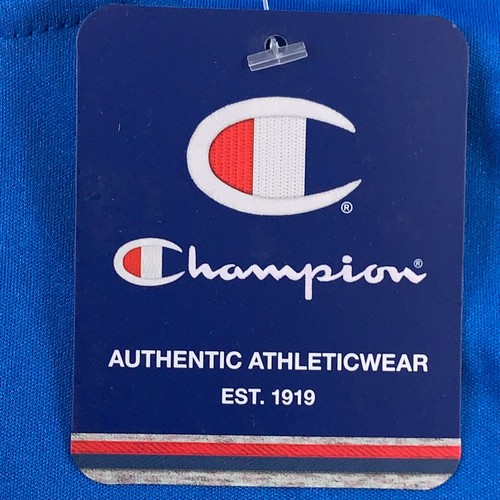 C®
Champion®
AUTHENTIC ATHLETICWEAR
EST. 1919